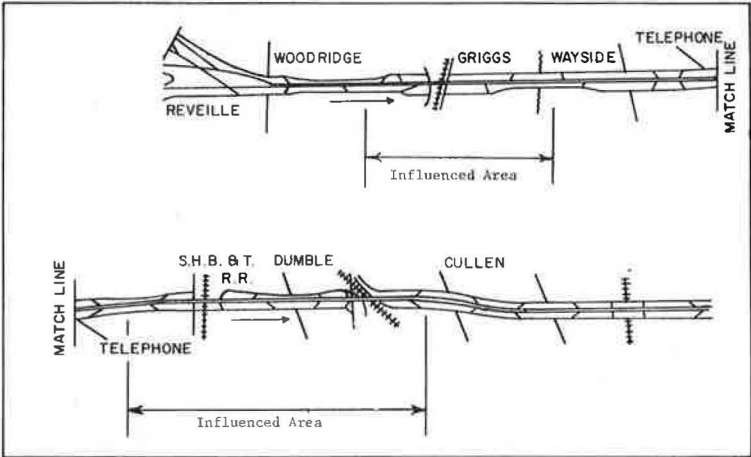 TELEPHONE
WOODRIDGE GRIGGS WAYSIDE
REVEILLE
MATCH LINE
Influenced Area
S.H.B. & T. DUMBLE CULLEN
R.R.
MATCH LINE
TELEPHONE
Influenced Area